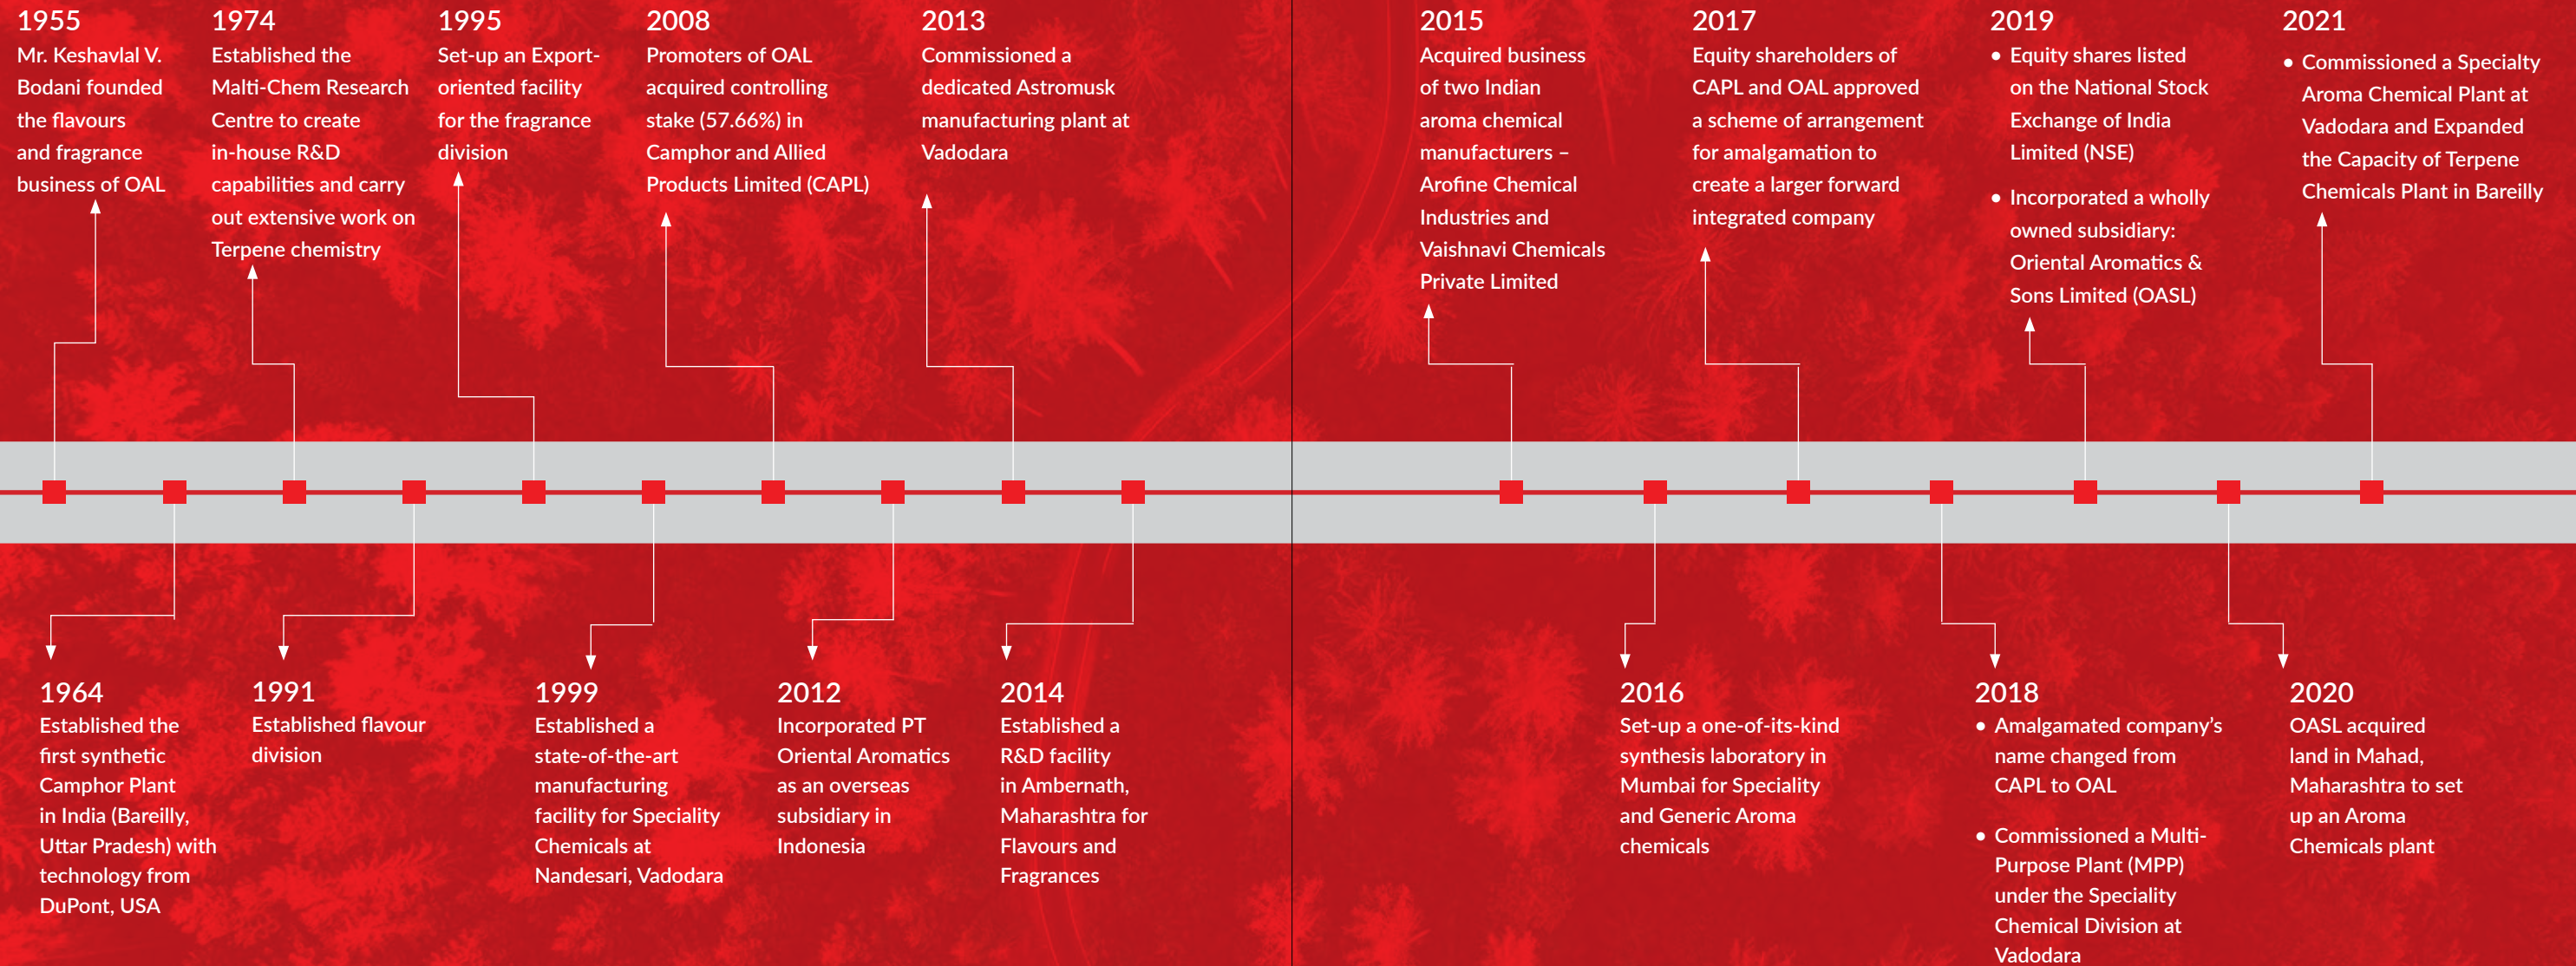 1955
Mr. Keshavlal V.
Bodani founded
the flavours
and fragrance
business of OAL
1974
Established the
Malti-Chem Research
Centre to create
in-house R&D
capabilities and carry
out extensive work on
Terpene chemistry
1995
Set-up an Export-
oriented facility
for the fragrance
division
2008
Promoters of OAL
acquired controlling
stake (57.66%) in
Camphor and Allied
Products Limited (CAPL)
2013
Commissioned a
dedicated Astromusk
manufacturing plant at
Vadodara
2015
Acquired business
of two Indian
aroma chemical
manufacturers –
Arofine Chemical
Industries and
Vaishnavi Chemicals
Private Limited
2017
Equity shareholders of
CAPL and OAL approved
a scheme of arrangement
for amalgamation to
create a larger forward
integrated company
2019
• Equity shares listed
on the National Stock
Exchange of India
Limited (NSE)
• Incorporated a wholly
owned subsidiary:
Oriental Aromatics &
Sons Limited (OASL)
2021
• Commissioned a Specialty
Aroma Chemical Plant at
Vadodara and Expanded
the Capacity of Terpene
Chemicals Plant in Bareilly
1964
Established the
first synthetic
Camphor Plant
in India (Bareilly,
Uttar Pradesh) with
technology from
DuPont, USA
1991
Established flavour
division
1999
Established a
state-of-the-art
manufacturing
facility for Speciality
Chemicals at
Nandesari, Vadodara
2012
Incorporated PT
Oriental Aromatics
as an overseas
subsidiary in
Indonesia
2014
Established a
R&D facility
in Ambernath,
Maharashtra for
Flavours and
Fragrances
2016
Set-up a one-of-its-kind
synthesis laboratory in
Mumbai for Speciality
and Generic Aroma
chemicals
2018
• Amalgamated company’s
name changed from
CAPL to OAL
• Commissioned a Multi-
Purpose Plant (MPP)
under the Speciality
Chemical Division at
Vadodara
2020
OASL acquired
land in Mahad,
Maharashtra to set
up an Aroma
Chemicals plant